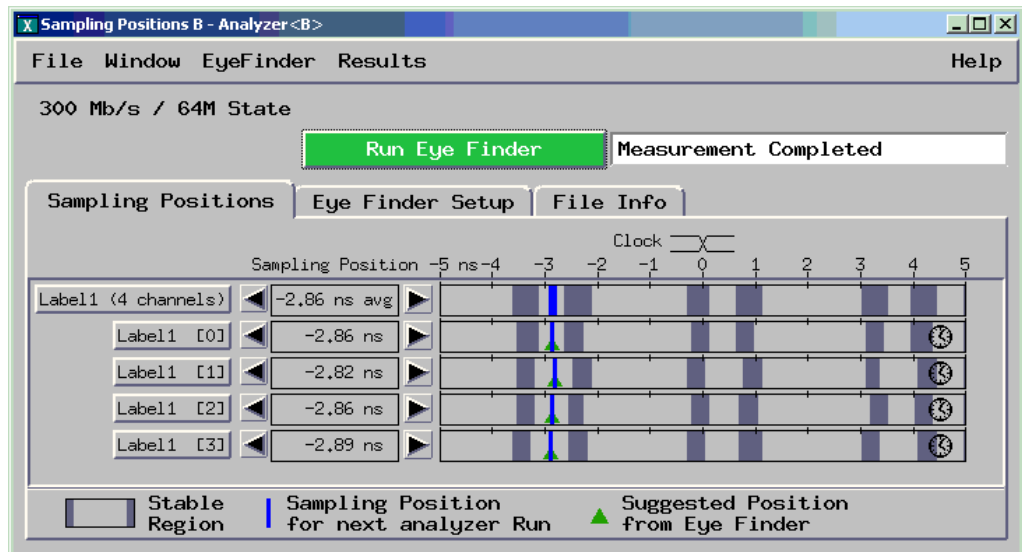 X Sampling Positions B - Analyzer<B>
File Window EyeFinder Results Help
300 Mb/s / 64M State
Run Eye Finder Measurement Completed
Sampling Positions Eye Finder Setup File Info
Clock
Sampling Position -5 ns -4 -3 -2 -1 0 1 2 3 4 5
Label1 (4 channels) -2.86 ns avg
Label1 [0] -2.86 ns
Label1 [1] -2.82 ns
Label1 [2] -2.86 ns
Label1 [3] -2.89 ns
Stable Region
Sampling Position for next analyzer Run
Suggested Position from Eye Finder